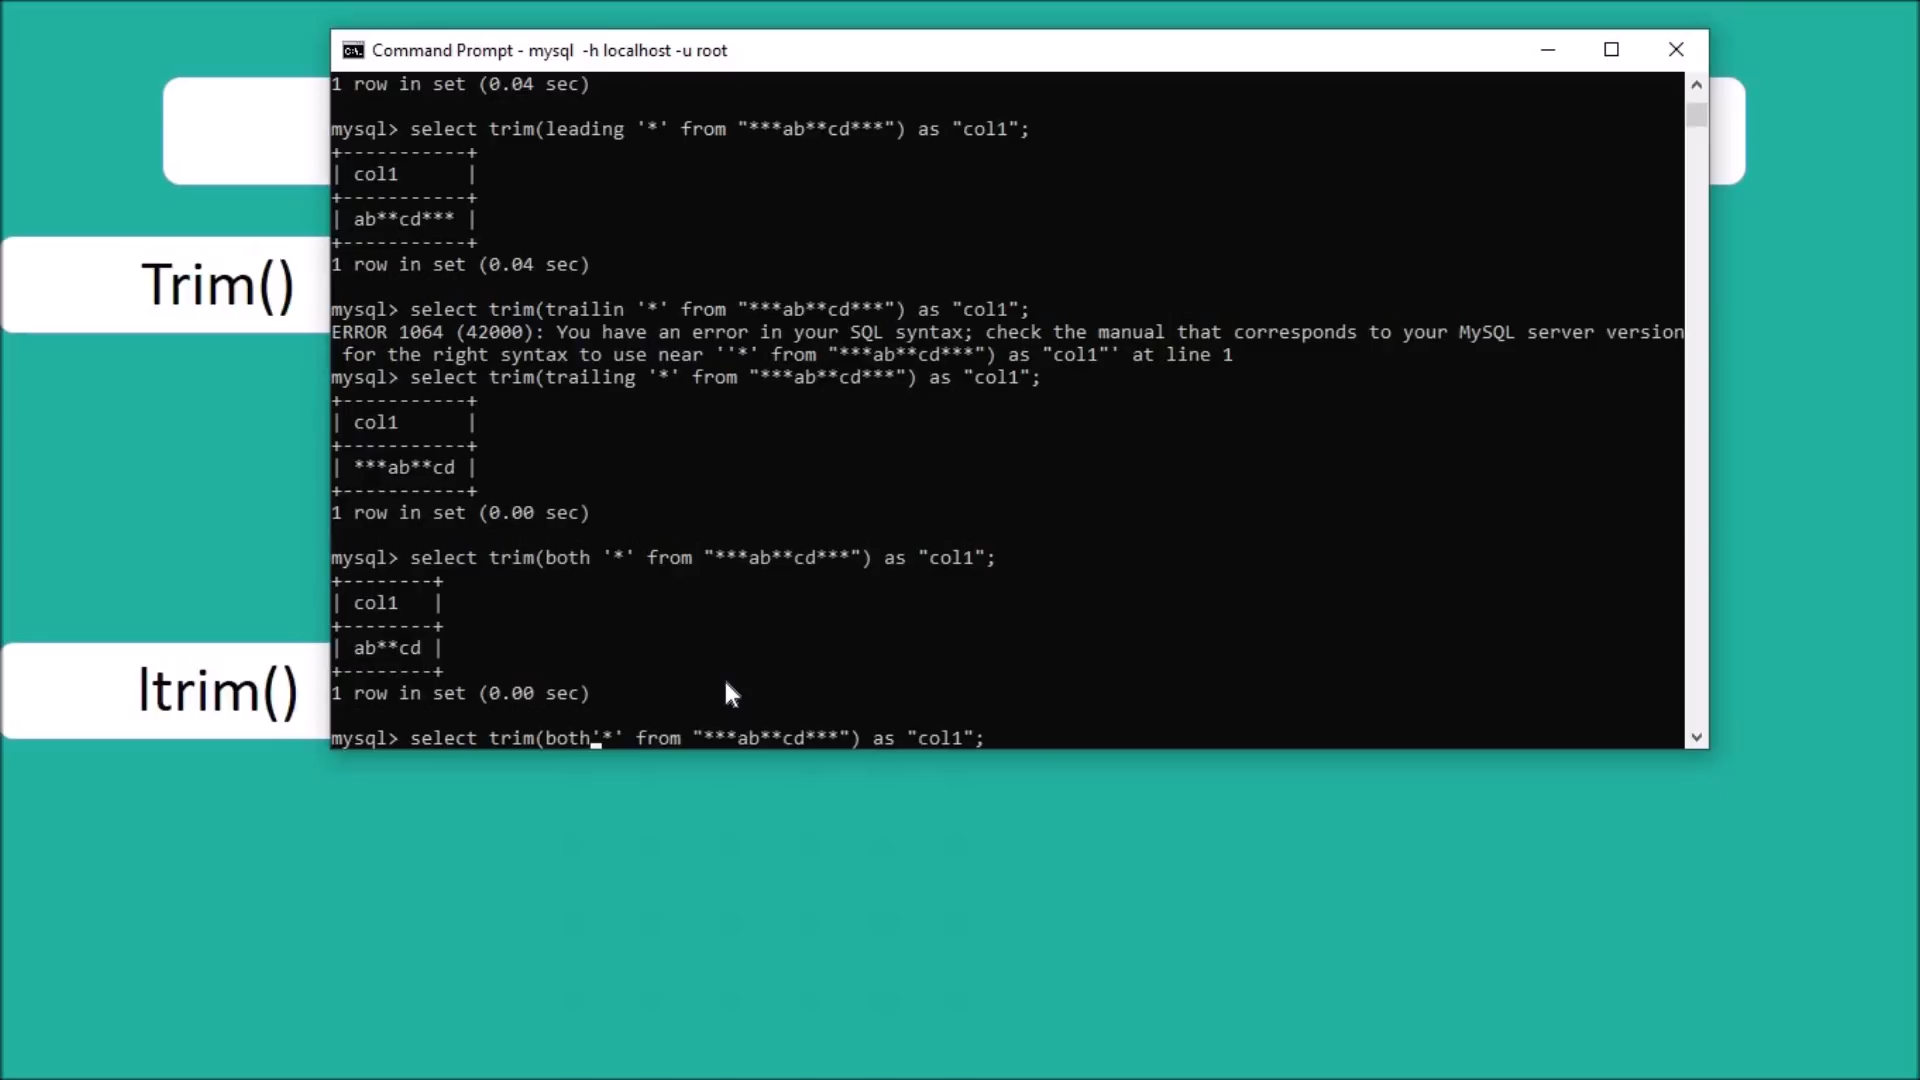 Command Prompt - mysql  -h localhost -u root
1 row in set (0.04 sec)
mysql> select trim(leading '*' from "***ab**cd***") as "col1";
+-----------+
| col1      |
+-----------+
| ab**cd*** |
+-----------+
1 row in set (0.04 sec)
Trim()
mysql> select trim(trailin '*' from "***ab**cd***") as "col1";
ERROR 1064 (42000): You have an error in your SQL syntax; check the manual that corresponds to your MySQL server version
 for the right syntax to use near ''*' from "***ab**cd***") as "col1"' at line 1
mysql> select trim(trailing '*' from "***ab**cd***") as "col1";
+-----------+
| col1      |
+-----------+
| ***ab**cd |
+-----------+
1 row in set (0.00 sec)
mysql> select trim(both '*' from "***ab**cd***") as "col1";
+--------+
| col1   |
+--------+
| ab**cd |
+--------+
1 row in set (0.00 sec)
ltrim()
mysql> select trim(both'*' from "***ab**cd***") as "col1";